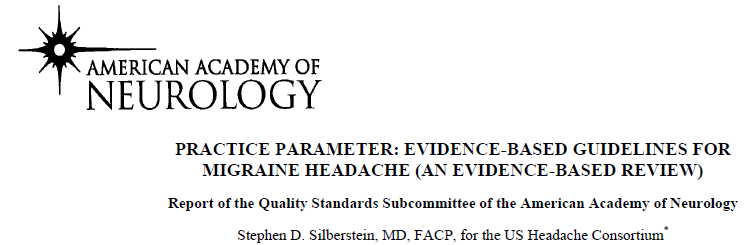 AMERICAN ACADEMY OF
NEUROLOGY
PRACTICE PARAMETER: EVIDENCE-BASED GUIDELINES FOR
MIGRAINE HEADACHE (AN EVIDENCE-BASED REVIEW)
Report of the Quality Standards Subcommittee of the American Academy of Neurology
Stephen D. Silberstein, MD, FACP, for the US Headache Consortium*